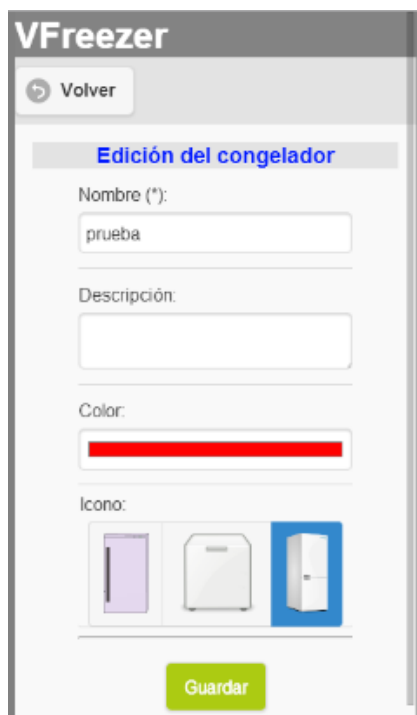 VFreezer
Volver
Edición del congelador
Nombre (*):
prueba
Descripción:
Color:
Icono:
Guardar